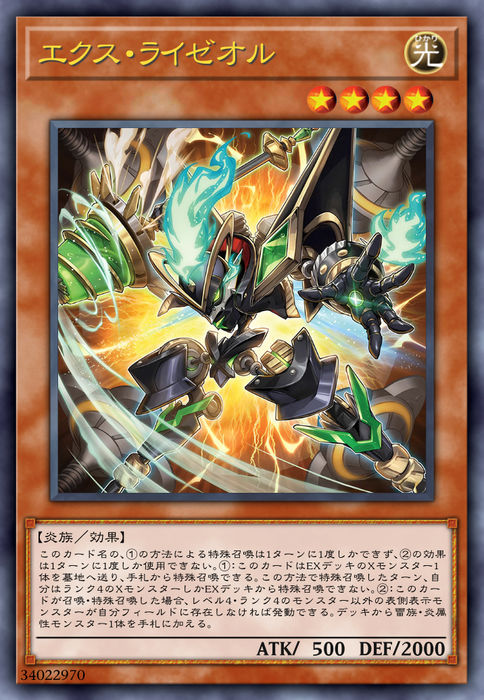 エクス・ライゼオル
ひかり
光
【炎族／効果】
このカード名の、①の方法による特殊召喚は1ターンに1度しかできず、②の効果
は1ターンに1度しか使用できない。①：このカードはEXデッキのXモンスター1
体を墓地へ送り、手札から特殊召喚できる。この方法で特殊召喚したターン、自
分はランク4のXモンスターしかEXデッキから特殊召喚できない。②：このカー
ドが召喚・特殊召喚した場合、レベル4・ランク4のモンスター以外の表側表示モ
ンスターが自分フィールドに存在しなければ発動できる。デッキから雷族・炎属
性モンスター1体を手札に加える。
ATK/ 500 DEF/2000
34022970